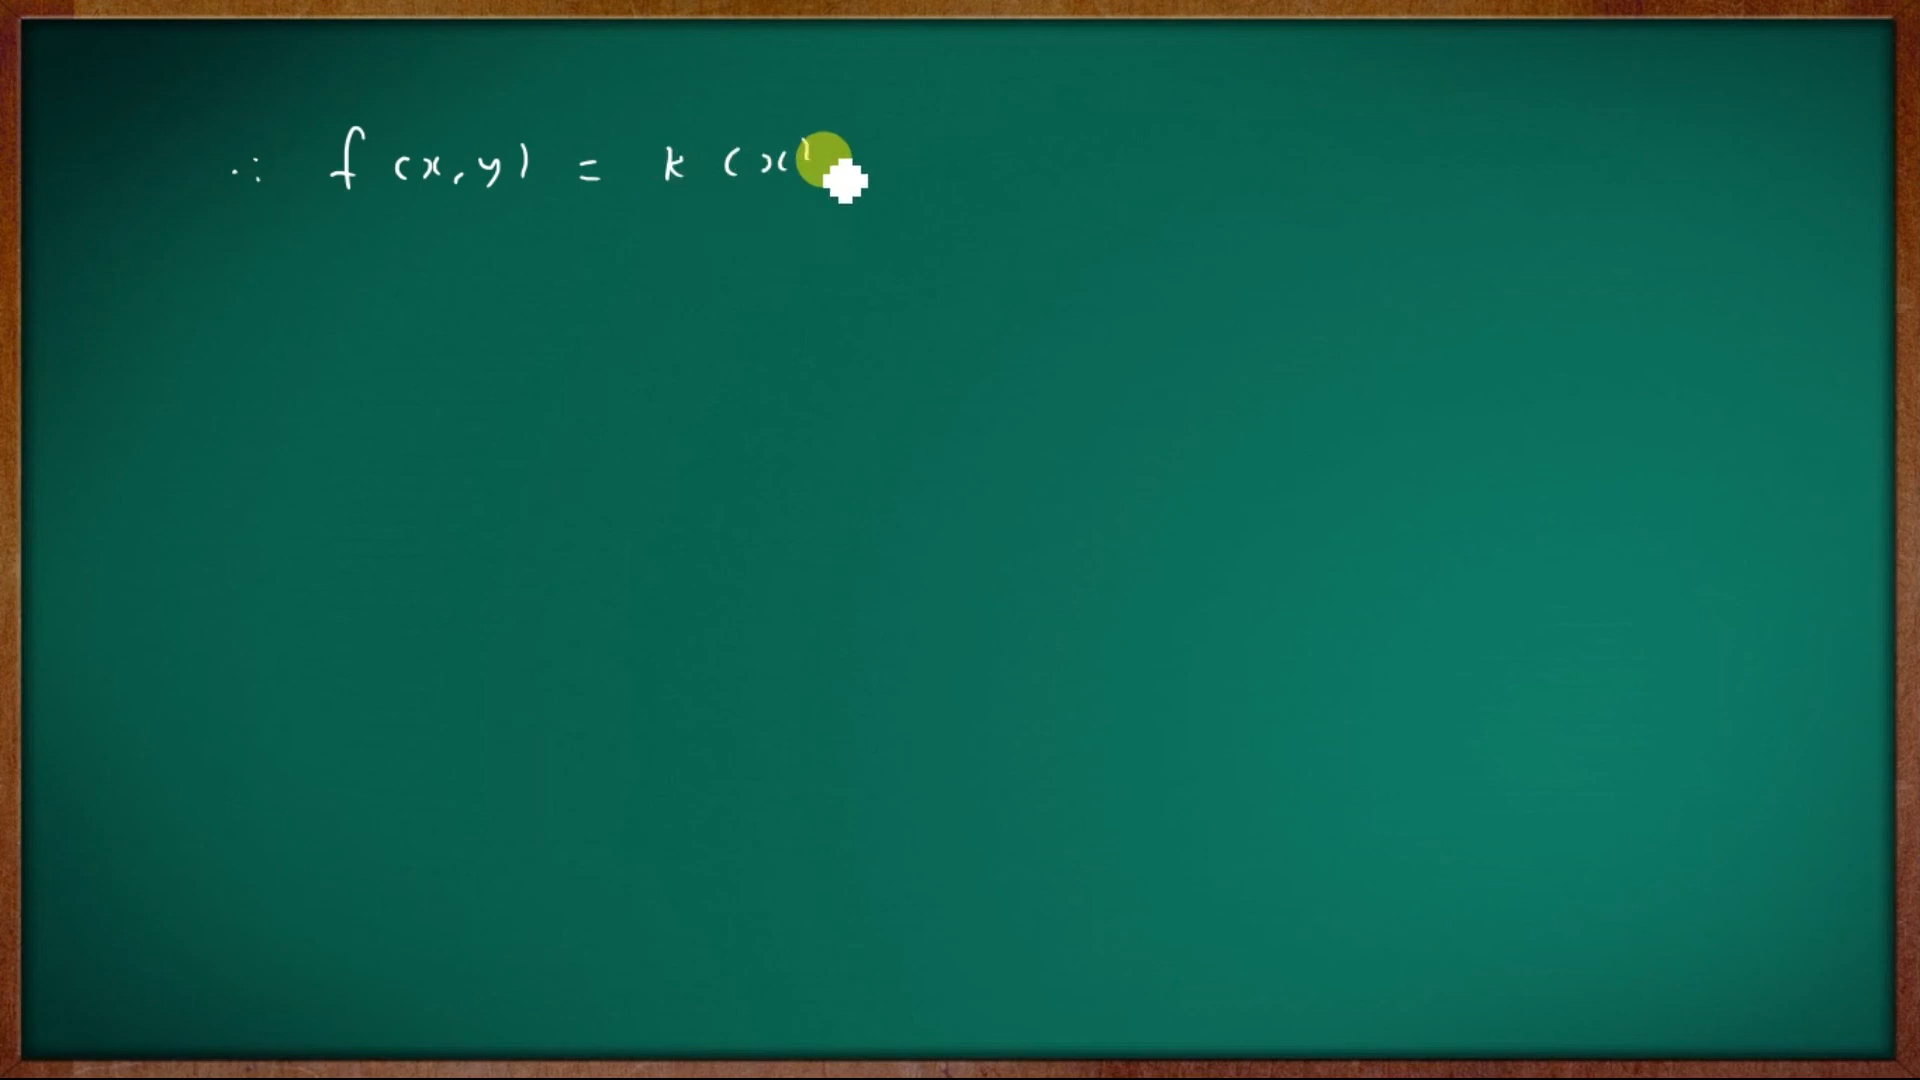 ∴ f (x, y) = k (x